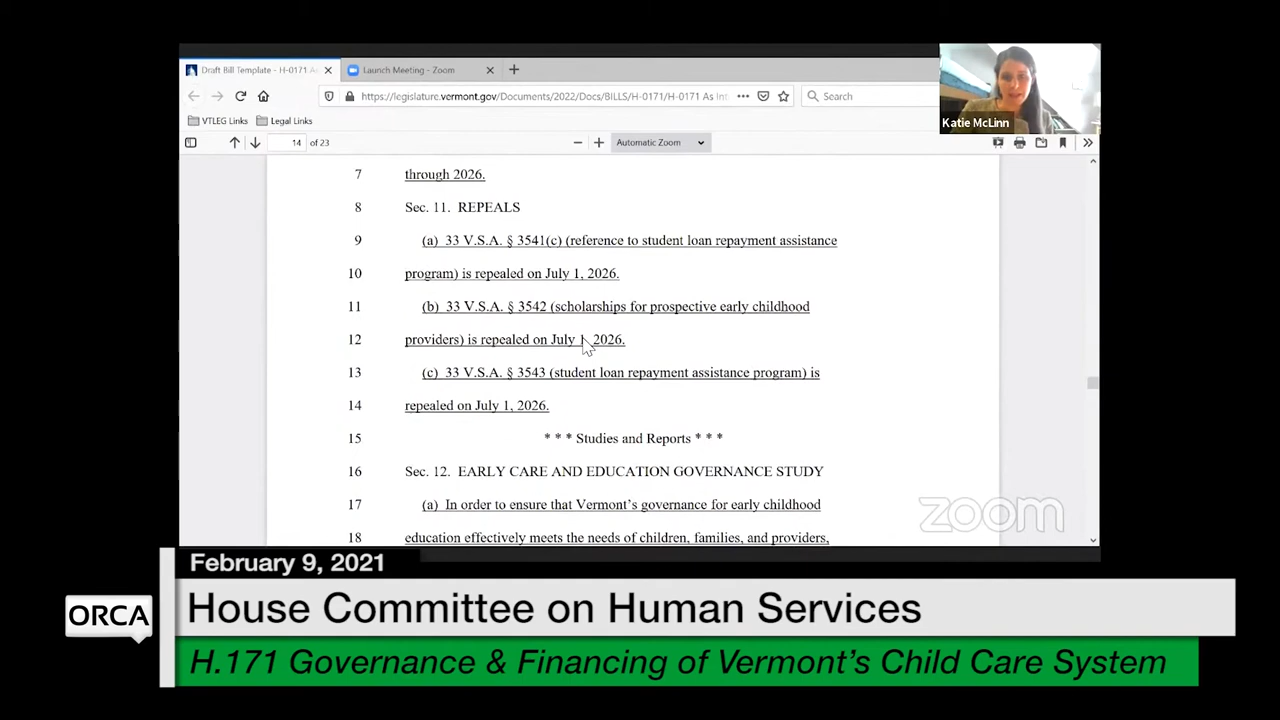 Draft Bill Template - H-0171 As
Launch Meeting - Zoom
https://legislature.vermont.gov/Documents/2022/Docs/BILLS/H-0171/H-0171 As Int
Search
VTLEG Links
Legal Links
Katie McLinn
14 of 23
Automatic Zoom
7 through 2026.
8 Sec. 11. REPEALS
9 (a) 33 V.S.A. § 3541(c) (reference to student loan repayment assistance
10 program) is repealed on July 1, 2026.
11 (b) 33 V.S.A. § 3542 (scholarships for prospective early childhood
12 providers) is repealed on July 1, 2026.
13 (c) 33 V.S.A. § 3543 (student loan repayment assistance program) is
14 repealed on July 1, 2026.
15 * * * Studies and Reports * * *
16 Sec. 12. EARLY CARE AND EDUCATION GOVERNANCE STUDY
17 (a) In order to ensure that Vermont's governance for early childhood
18 education effectively meets the needs of children, families, and providers,
zoom
February 9, 2021
ORCA
House Committee on Human Services
H.171 Governance & Financing of Vermont's Child Care System